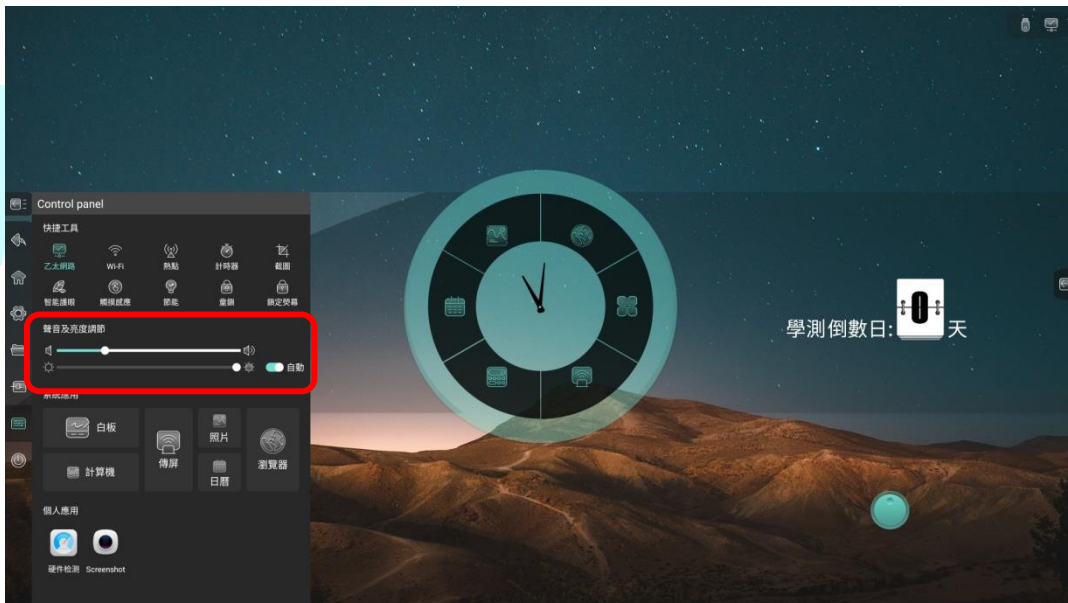 Control panel
快捷工具
乙太網路 Wi-Fi 熱點 計時器 截圖
智能護眼 觸摸感應 節能 童鎖 鎖定熒幕
聲音及亮度調節
自動
系統應用
白板
傳屏
照片
瀏覽器
計算機
日曆
個人應用
硬件检测 Screenshot
學測倒數日: 0 天